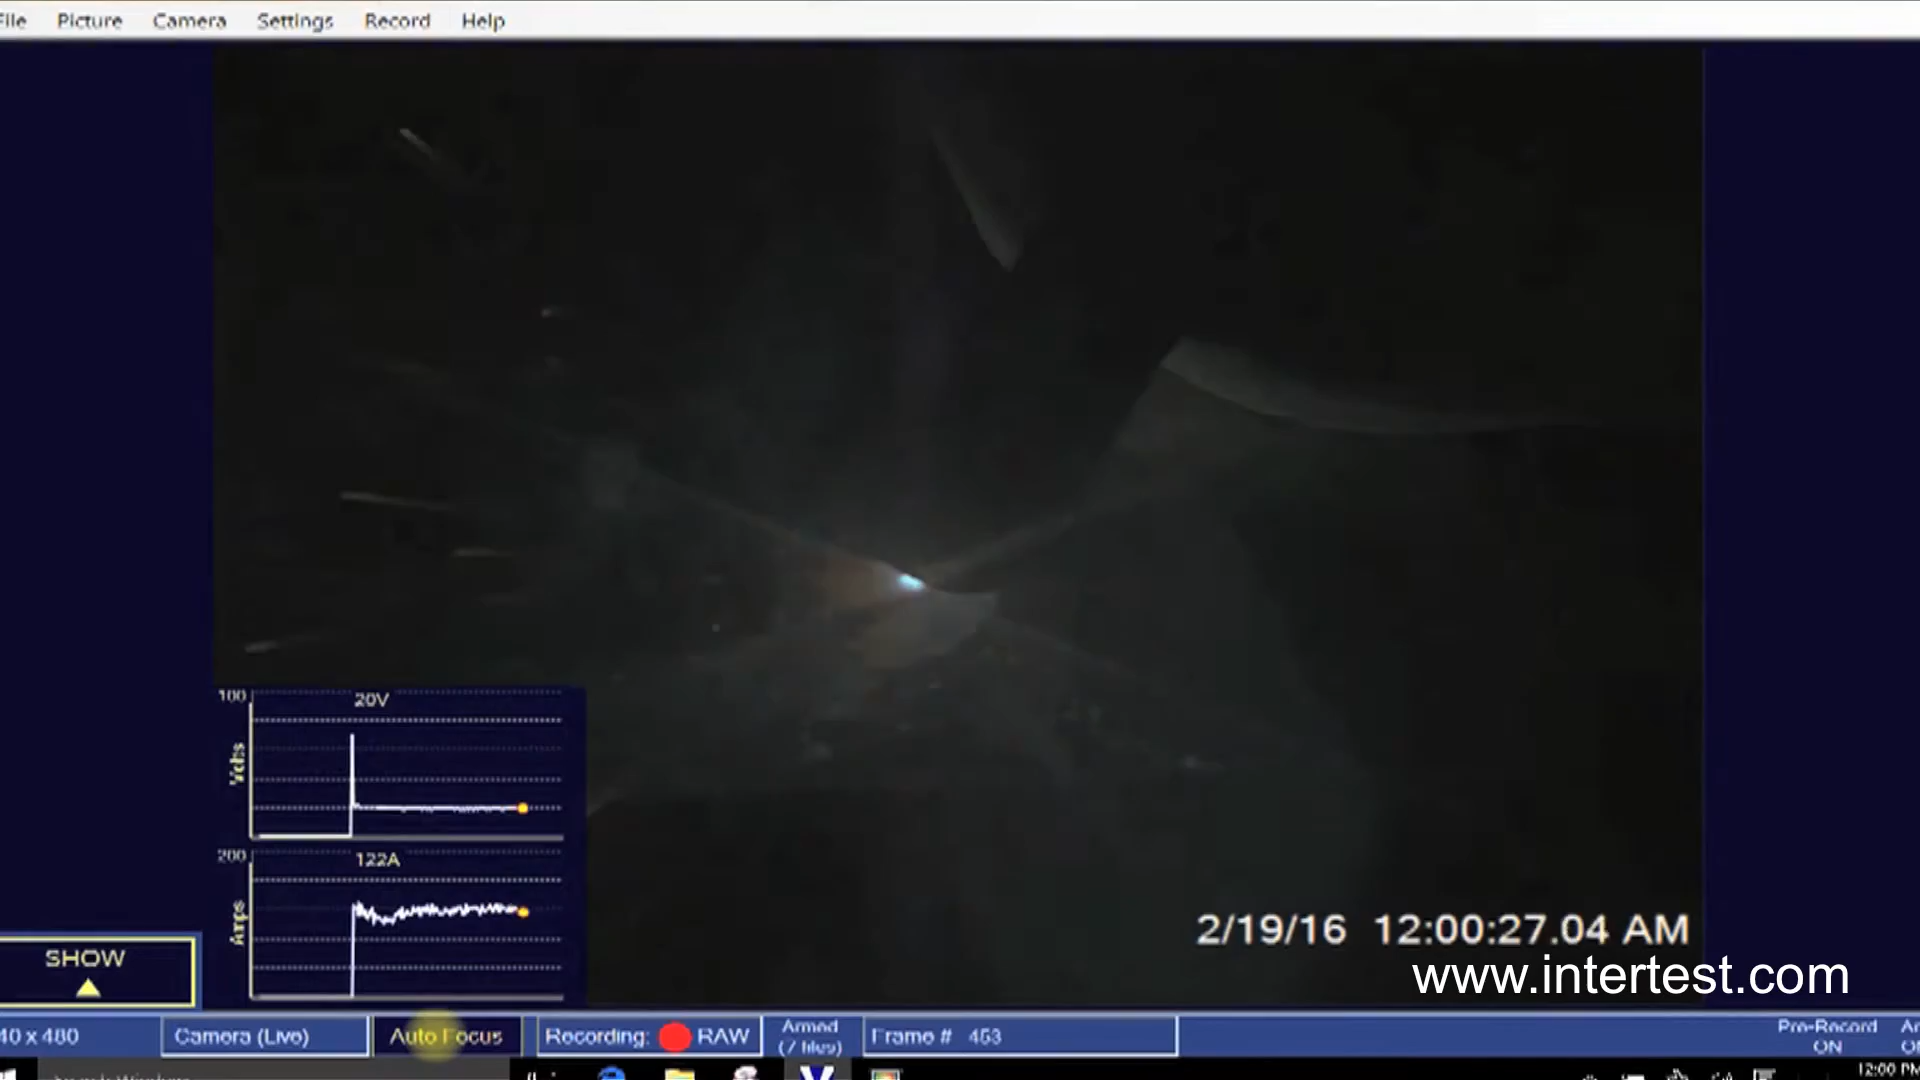 File Picture Camera Settings Record Help
100
20V
Volts
200
122A
Amps
2/19/16 12:00:27.04 AM
www.intertest.com
SHOW
40 x 480
Camera (Live)
Auto Focus
Recording: RAW
Armed
(7 files)
Frame # 453
Pre-Record
ON
12:00 PM